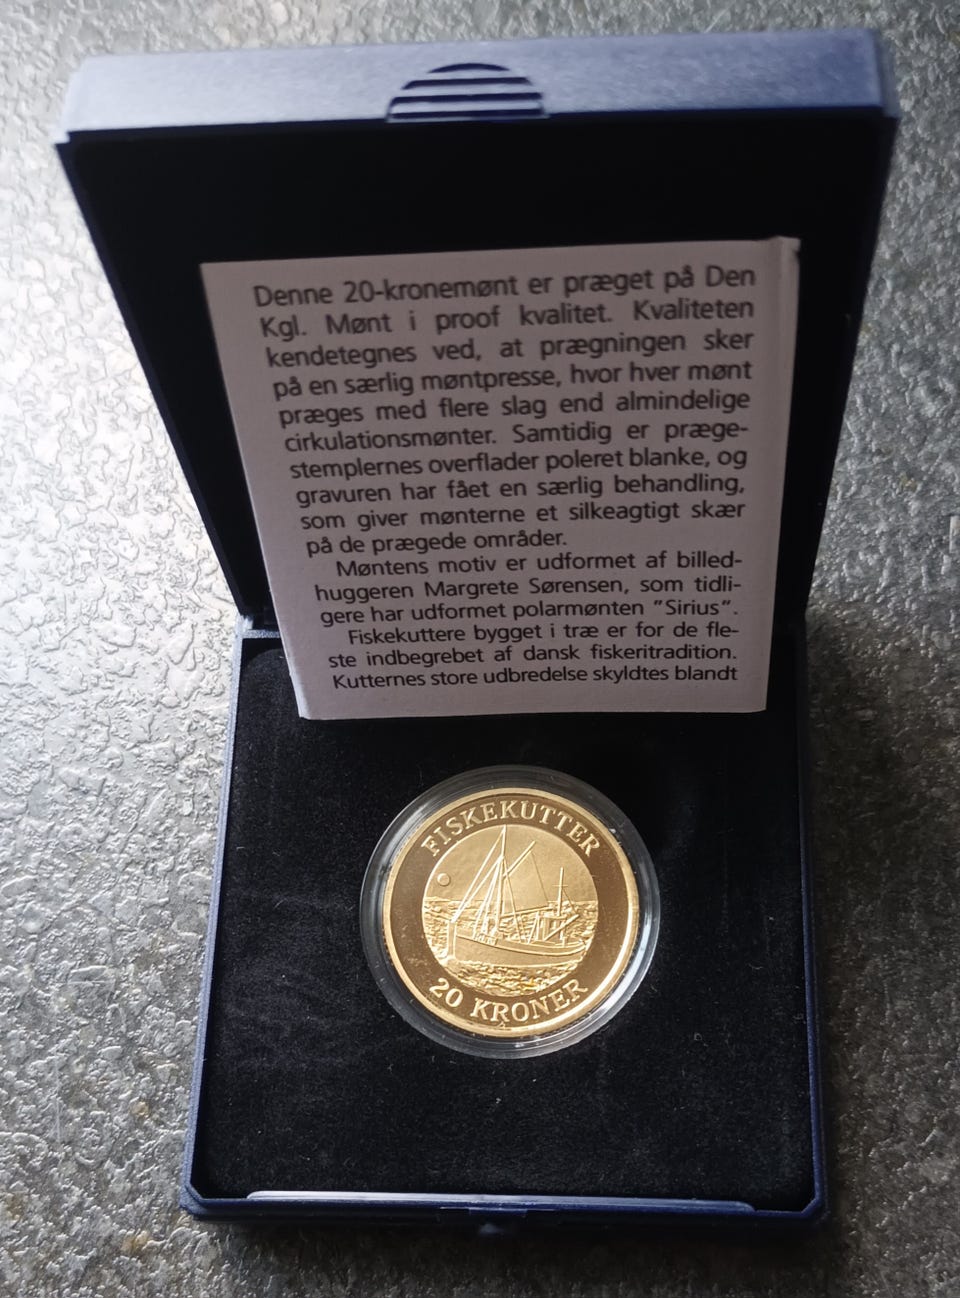 Denne 20-kronemønt er præget på Den
Kgl. Mønt i proof kvalitet. Kvaliteten
kendetegnes ved, at prægningen sker
på en særlig møntpresse, hvor hver mønt
præges med flere slag end almindelige
cirkulationsmønter. Samtidig er præge-
stemplernes overflader poleret blanke, og
gravuren har fået en særlig behandling,
som giver mønterne et silkeagtigt skær
på de prægede områder.
Møntens motiv er udformet af billed-
huggeren Margrete Sørensen, som tidli-
gere har udformet polarmønten "Sirius".
Fiskekuttere bygget i træ er for de fle-
ste indbegrebet af dansk fiskeritradition.
Kutternes store udbredelse skyldtes blandt
FISKEKUTTER
20 KRONER